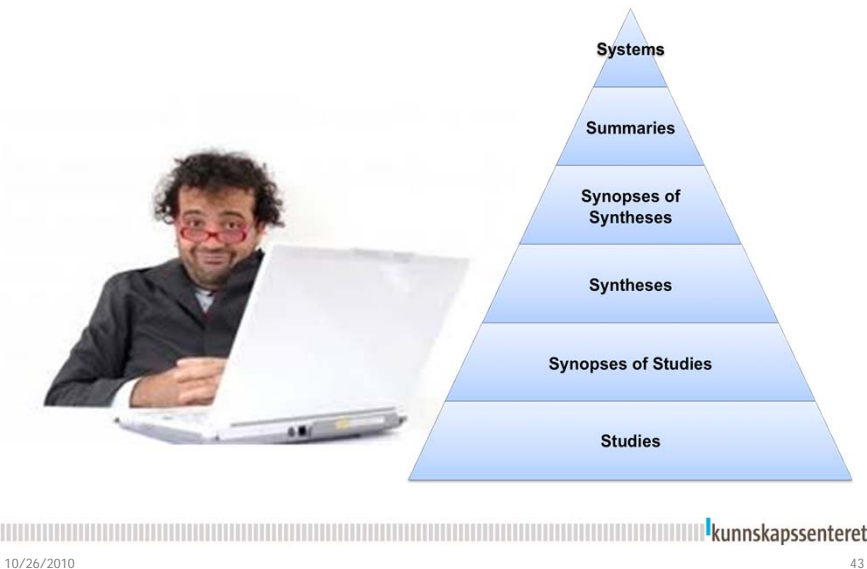 Systems
Summaries
Synopses of
Syntheses
Syntheses
Synopses of Studies
Studies
kunnskapssenteret
10/26/2010
43